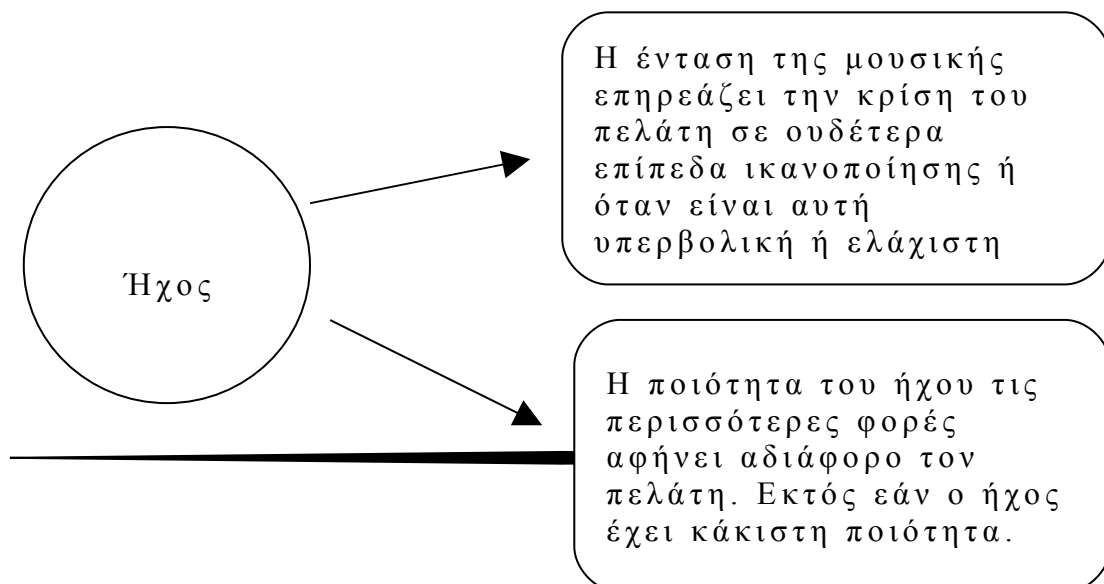 Ήχος
Η ένταση της μουσικής
επηρεάζει την κρίση του
πελάτη σε ουδέτερα
επίπεδα ικανοποίησης ή
όταν είναι αυτή
υπερβολική ή ελάχιστη
Η ποιότητα του ήχου τις
περισσότερες φορές
αφήνει αδιάφορο τον
πελάτη. Εκτός εάν ο ήχος
έχει κάκιστη ποιότητα.